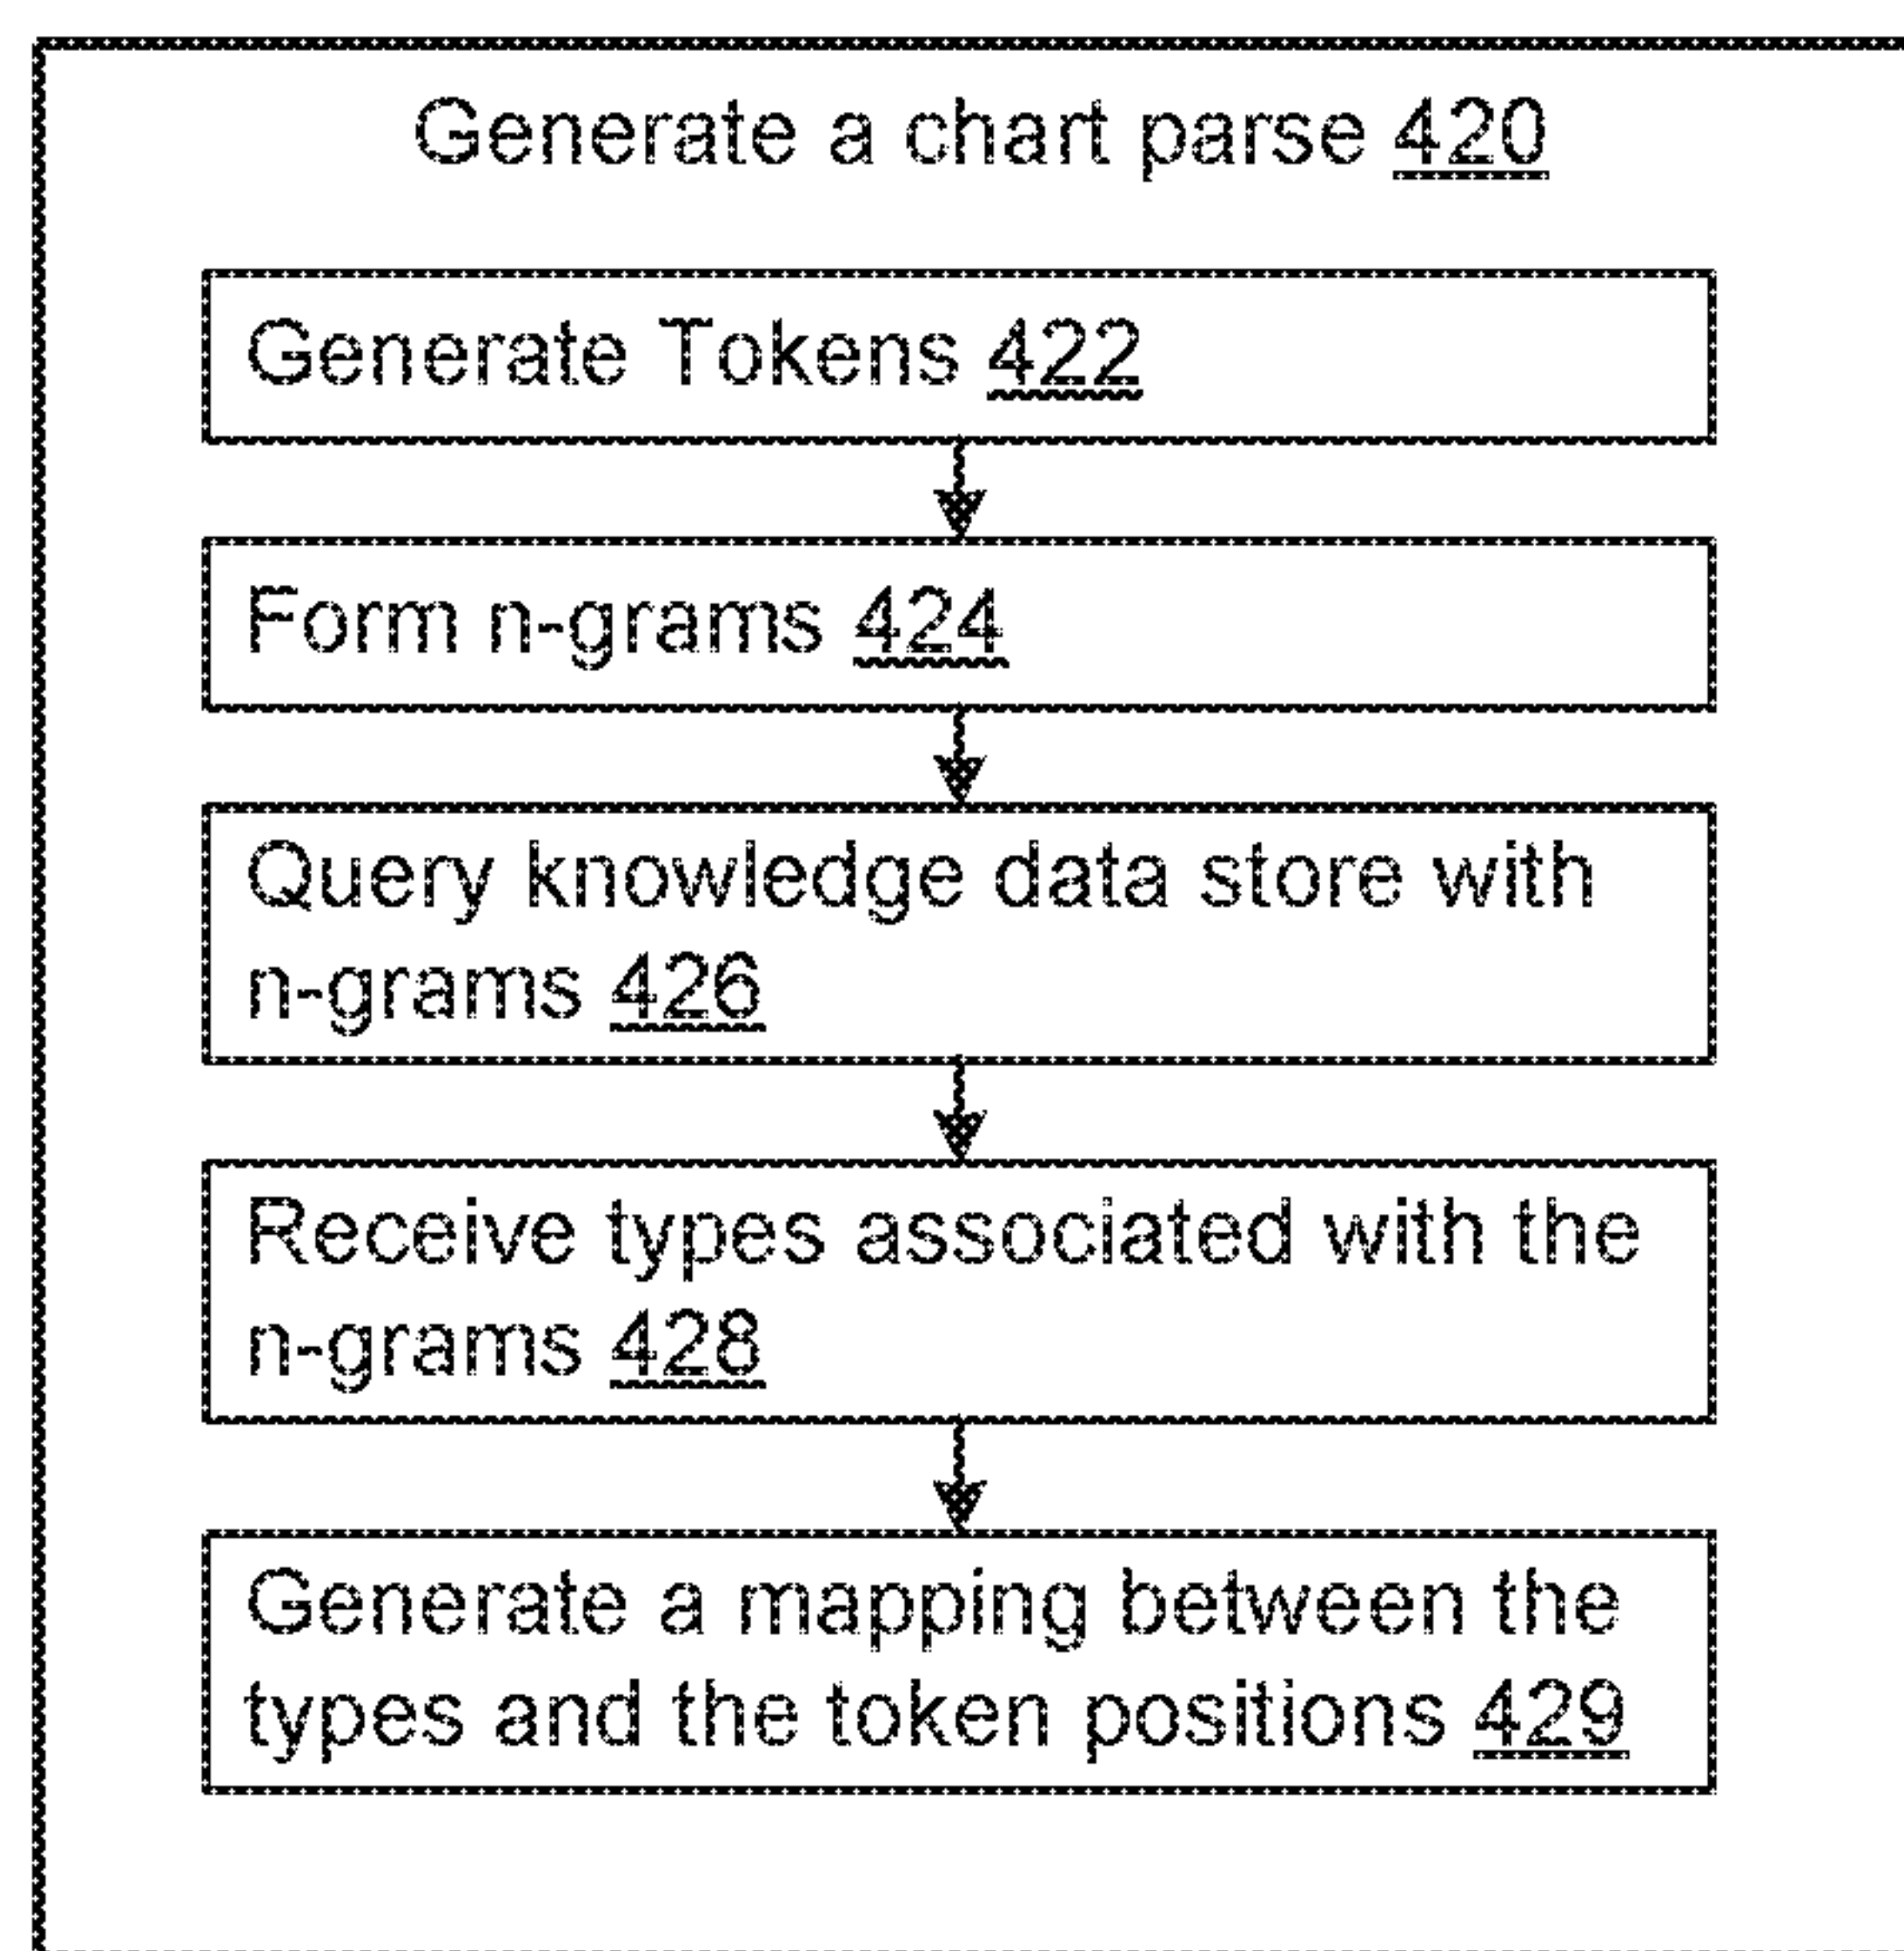 Generate a chart parse 420
Generate Tokens 422
Form n-grams 424
Query knowledge data store with
n-grams 426
Receive types associated with the
n-grams 428
Generate a mapping between the
types and the token positions 429